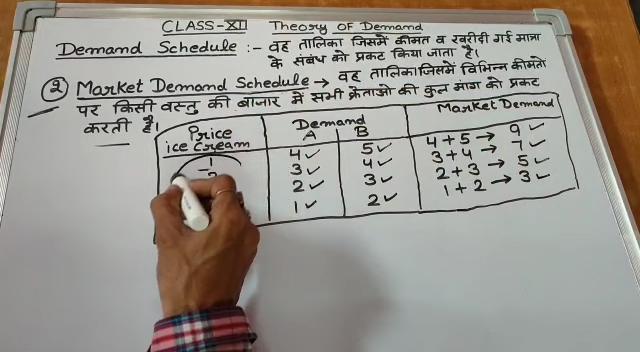 CLASS-XII Theory OF Demand
Demand Schedule :- वह तालिका जिसमें कीमत व खरीदी गई मात्रा
के संबंध को प्रकट किया जाता है।
② Market Demand Schedule → वह तालिका जिसमें विभिन्न कीमतो
पर किसी वस्तु की बाजार में सभी क्रेताओ की कुल मांग को प्रकट
करती है।
Price Demand Market Demand
ice Cream A B
1 4✓ 5✓ 4+5 → 9✓
2 3✓ 4✓ 3+4 → 7✓
2✓ 3✓ 2+3 → 5✓
1✓ 2✓ 1+2 → 3✓